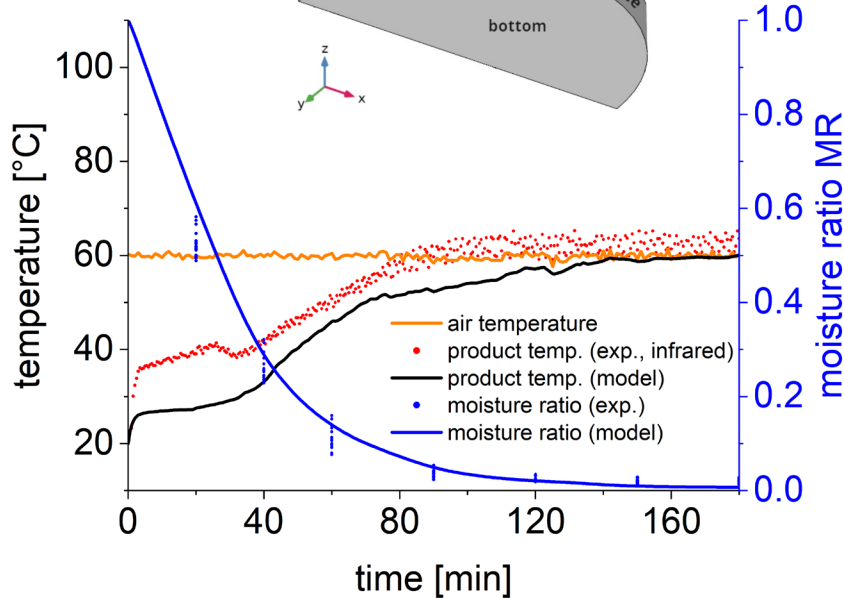 bottom
z
y
x
temperature [°C]
100
80
60
40
20
air temperature
product temp. (exp., infrared)
product temp. (model)
moisture ratio (exp.)
moisture ratio (model)
1.0
0.8
0.6
0.4
0.2
0.0
moisture ratio MR
0
40
80
120
160
time [min]